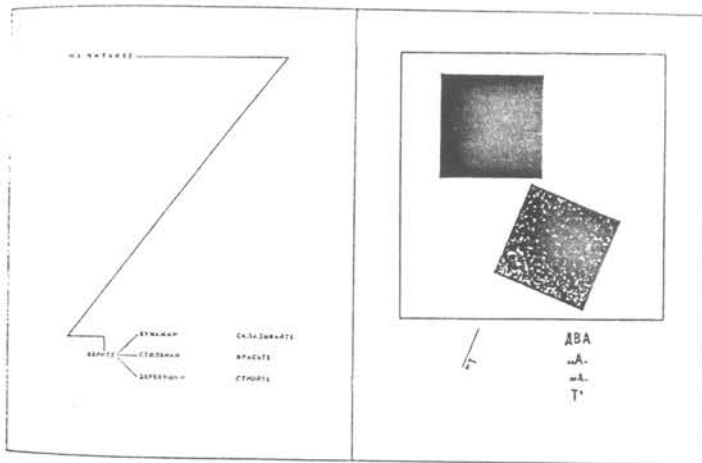 НЕ ЧИТАЙТЕ
БУМАЖКИ СКЛАДЫВАЙТЕ
БЕРИТЕ СТОЛБИКИ КРАСЬТЕ
ДЕРЕВЯШКИ СТРОЙТЕ
ДВА